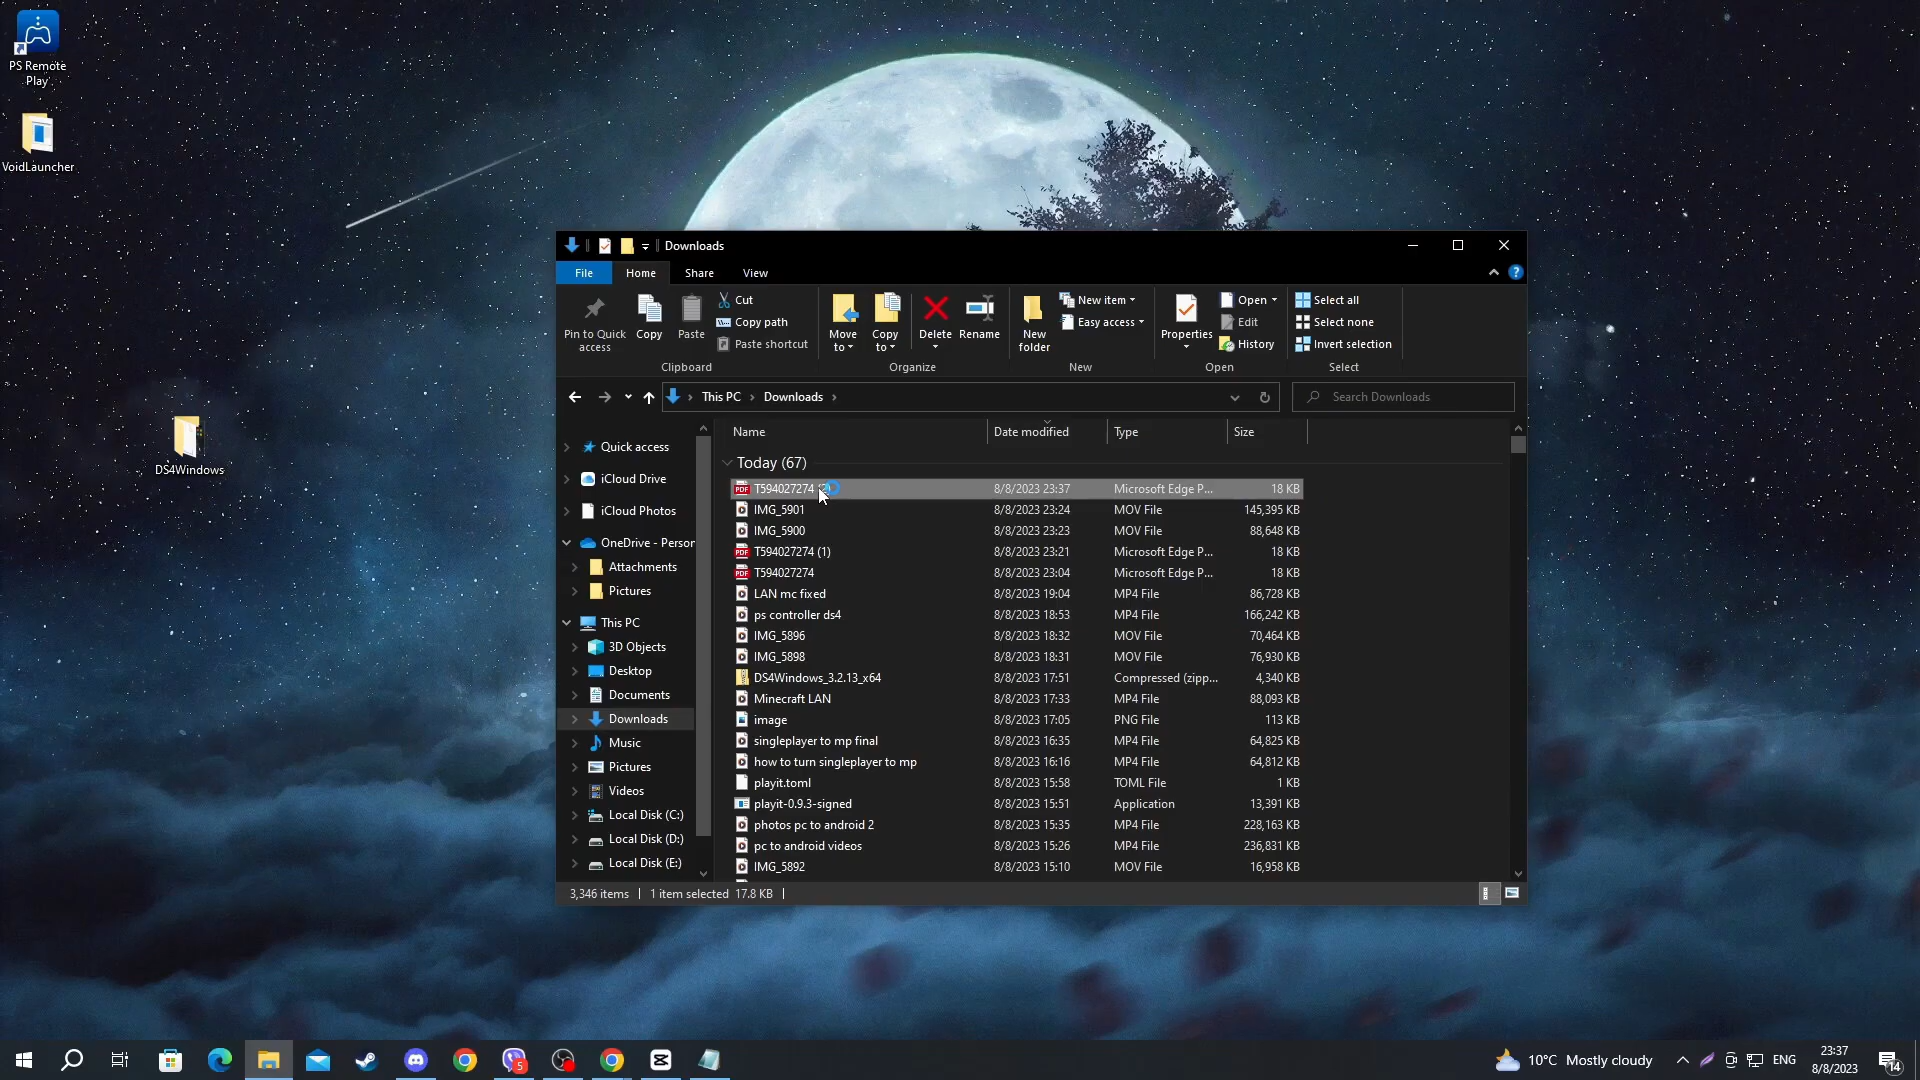 PS Remote
Play
VoidLauncher
DS4Windows
Downloads
File Home Share View
Pin to Quick
access
Copy
Paste
Cut
Copy path
Paste shortcut
Move
to
Copy
to
Delete
Rename
New
folder
New item
Easy access
Properties
Open
Edit
History
Select all
Select none
Invert selection
Clipboard Organize New Open Select
This PC Downloads Search Downloads
Quick access
iCloud Drive
iCloud Photos
OneDrive - Person
Attachments
Pictures
This PC
3D Objects
Desktop
Documents
Downloads
Music
Pictures
Videos
Local Disk (C:)
Local Disk (D:)
Local Disk (E:)
Name Date modified Type Size
Today (67)
PDF T594027274 8/8/2023 23:37 Microsoft Edge P... 18 KB
IMG_5901 8/8/2023 23:24 MOV File 145,395 KB
IMG_5900 8/8/2023 23:23 MOV File 88,648 KB
PDF T594027274 (1) 8/8/2023 23:21 Microsoft Edge P... 18 KB
PDF T594027274 8/8/2023 23:04 Microsoft Edge P... 18 KB
LAN mc fixed 8/8/2023 19:04 MP4 File 86,728 KB
ps controller ds4 8/8/2023 18:53 MP4 File 166,242 KB
IMG_5896 8/8/2023 18:32 MOV File 70,464 KB
IMG_5898 8/8/2023 18:31 MOV File 76,930 KB
DS4Windows_3.2.13_x64 8/8/2023 17:51 Compressed (zipp... 4,340 KB
Minecraft LAN 8/8/2023 17:33 MP4 File 88,093 KB
image 8/8/2023 17:05 PNG File 113 KB
singleplayer to mp final 8/8/2023 16:35 MP4 File 64,825 KB
how to turn singleplayer to mp 8/8/2023 16:16 MP4 File 64,812 KB
playit.toml 8/8/2023 15:58 TOML File 1 KB
playit-0.9.3-signed 8/8/2023 15:51 Application 13,391 KB
photos pc to android 2 8/8/2023 15:35 MP4 File 228,163 KB
pc to android videos 8/8/2023 15:26 MP4 File 236,831 KB
IMG_5892 8/8/2023 15:10 MOV File 16,958 KB
3,346 items 1 item selected 17.8 KB
5
10°C Mostly cloudy
ENG
23:37
8/8/2023
14